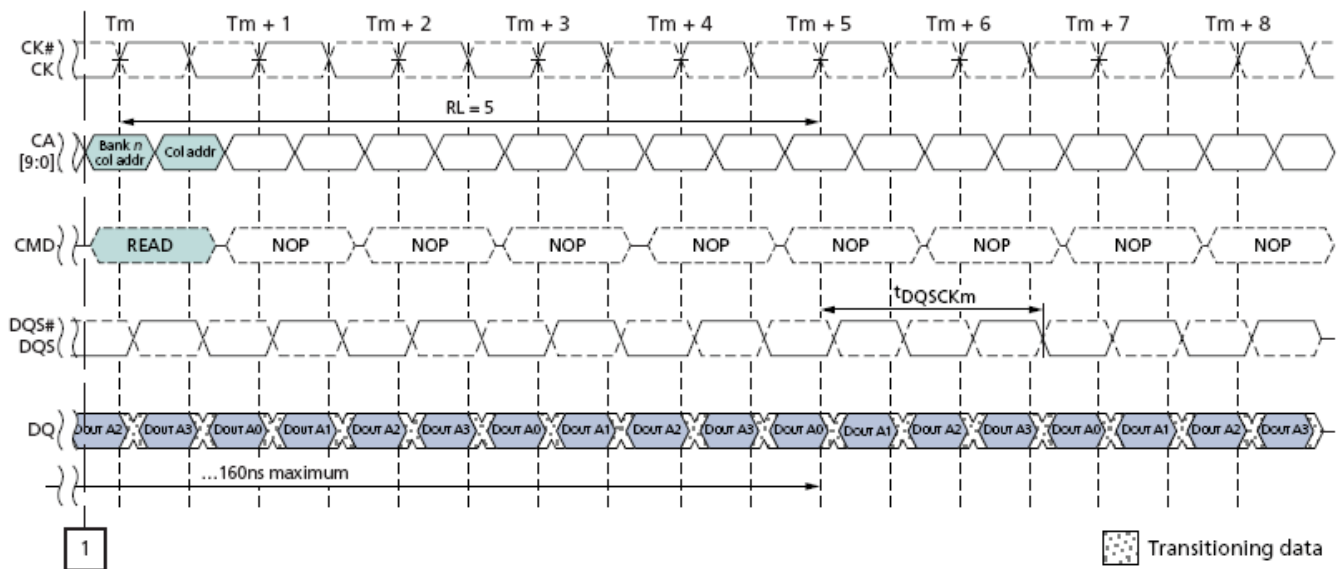 Tm Tm + 1 Tm + 2 Tm + 3 Tm + 4 Tm + 5 Tm + 6 Tm + 7 Tm + 8
CK#
CK
RL = 5
CA
[9:0]
Bank n
col addr
Col addr
CMD READ NOP NOP NOP NOP NOP NOP NOP NOP
tDQSCKm
DQS#
DQS
DQ DOUT A2 DOUT A3 DOUT A0 DOUT A1 DOUT A2 DOUT A3 DOUT A0 DOUT A1 DOUT A2 DOUT A3 DOUT A0 DOUT A1 DOUT A2 DOUT A3 DOUT A0 DOUT A1 DOUT A2 DOUT A3
...160ns maximum
1
Transitioning data